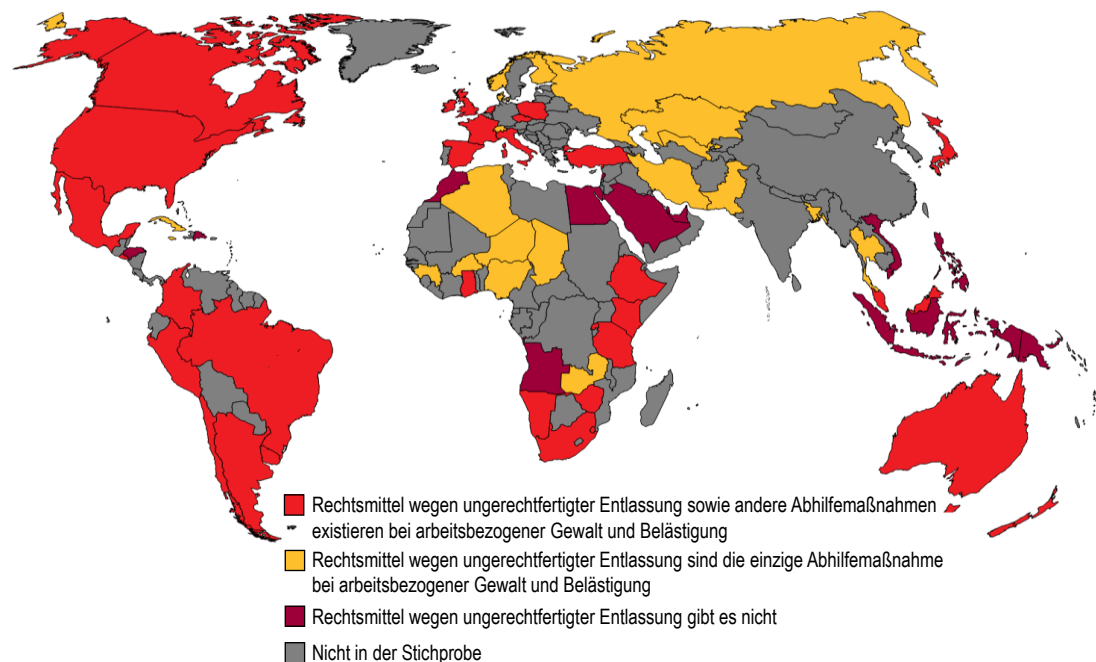 Rechtsmittel wegen ungerechtfertigter Entlassung sowie andere Abhilfemaßnahmen
existieren bei arbeitsbezogener Gewalt und Belästigung
Rechtsmittel wegen ungerechtfertigter Entlassung sind die einzige Abhilfemaßnahme
bei arbeitsbezogener Gewalt und Belästigung
Rechtsmittel wegen ungerechtfertigter Entlassung gibt es nicht
Nicht in der Stichprobe